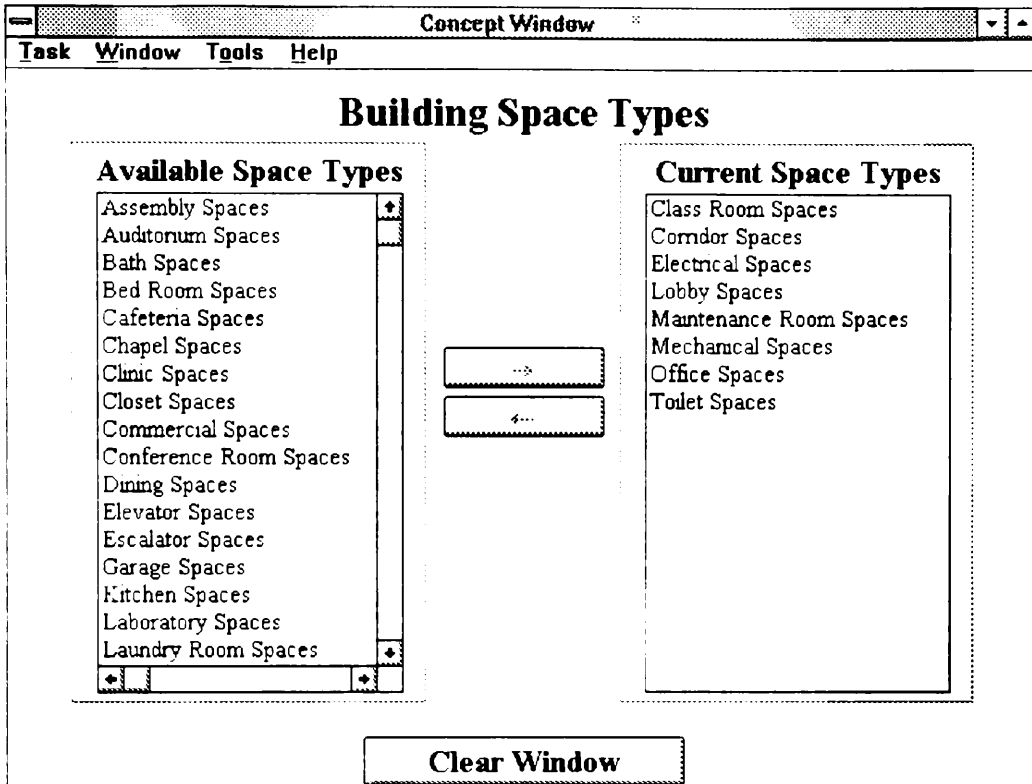 Concept Window
Task Window Tools Help
Building Space Types
Available Space Types
Assembly Spaces
Auditorium Spaces
Bath Spaces
Bed Room Spaces
Cafeteria Spaces
Chapel Spaces
Clinic Spaces
Closet Spaces
Commercial Spaces
Conference Room Spaces
Dining Spaces
Elevator Spaces
Escalator Spaces
Garage Spaces
Kitchen Spaces
Laboratory Spaces
Laundry Room Spaces
-->
<--
Current Space Types
Class Room Spaces
Corridor Spaces
Electrical Spaces
Lobby Spaces
Maintenance Room Spaces
Mechanical Spaces
Office Spaces
Toilet Spaces
Clear Window